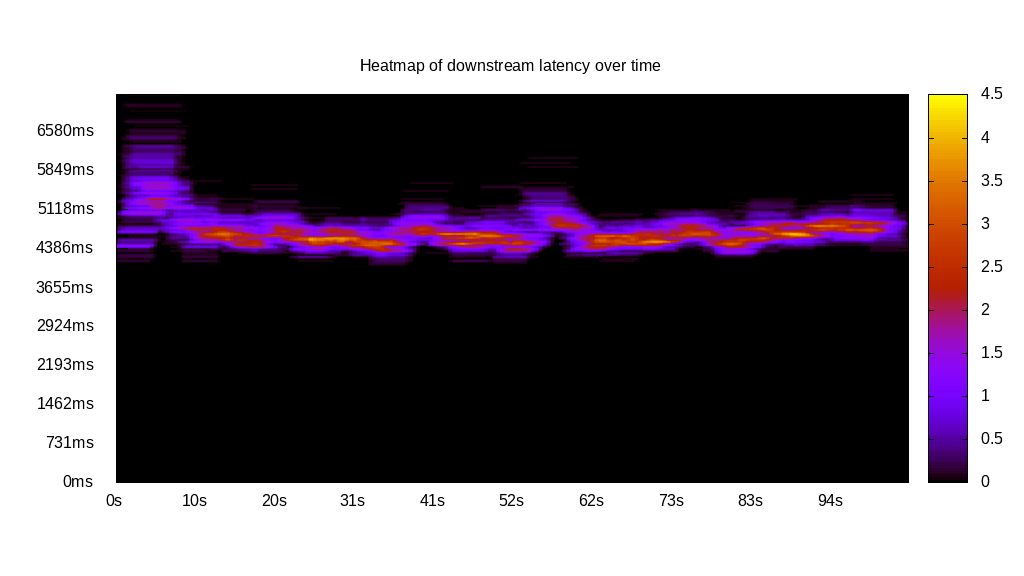 Heatmap of downstream latency over time
6580ms
5849ms
5118ms
4386ms
3655ms
2924ms
2193ms
1462ms
731ms
0ms
0s 10s 20s 31s 41s 52s 62s 73s 83s 94s
4.5
4
3.5
3
2.5
2
1.5
1
0.5
0